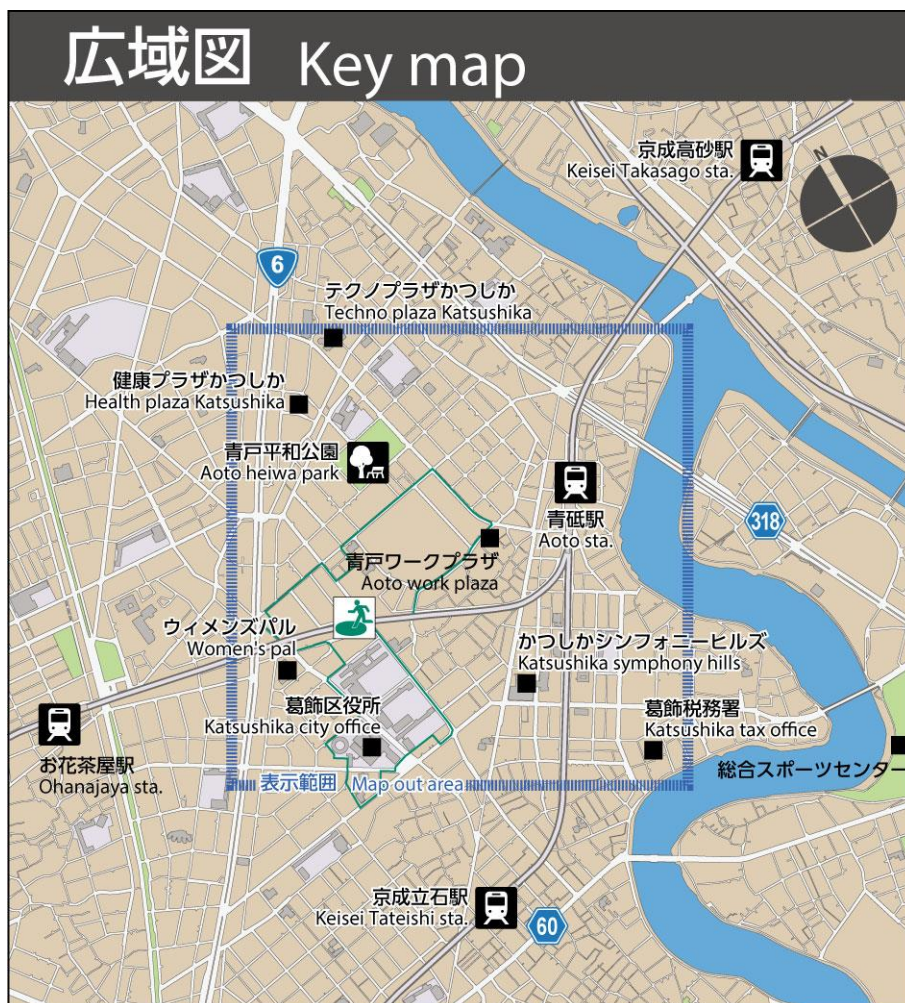 広域図 Key map
京成高砂駅
Keisei Takasago sta.
N
6
テクノプラザかつしか
Techno plaza Katsushika
健康プラザかつしか
Health plaza Katsushika
青戸平和公園
Aoto heiwa park
青砥駅
Aoto sta.
318
青戸ワークプラザ
Aoto work plaza
ウィメンズパル
Women's pal
かつしかシンフォニーヒルズ
Katsushika symphony hills
葛飾区役所
Katsushika city office
葛飾税務署
Katsushika tax office
お花茶屋駅
Ohanajaya sta.
総合スポーツセンター
表示範囲 Map out area
京成立石駅
Keisei Tateishi sta.
60